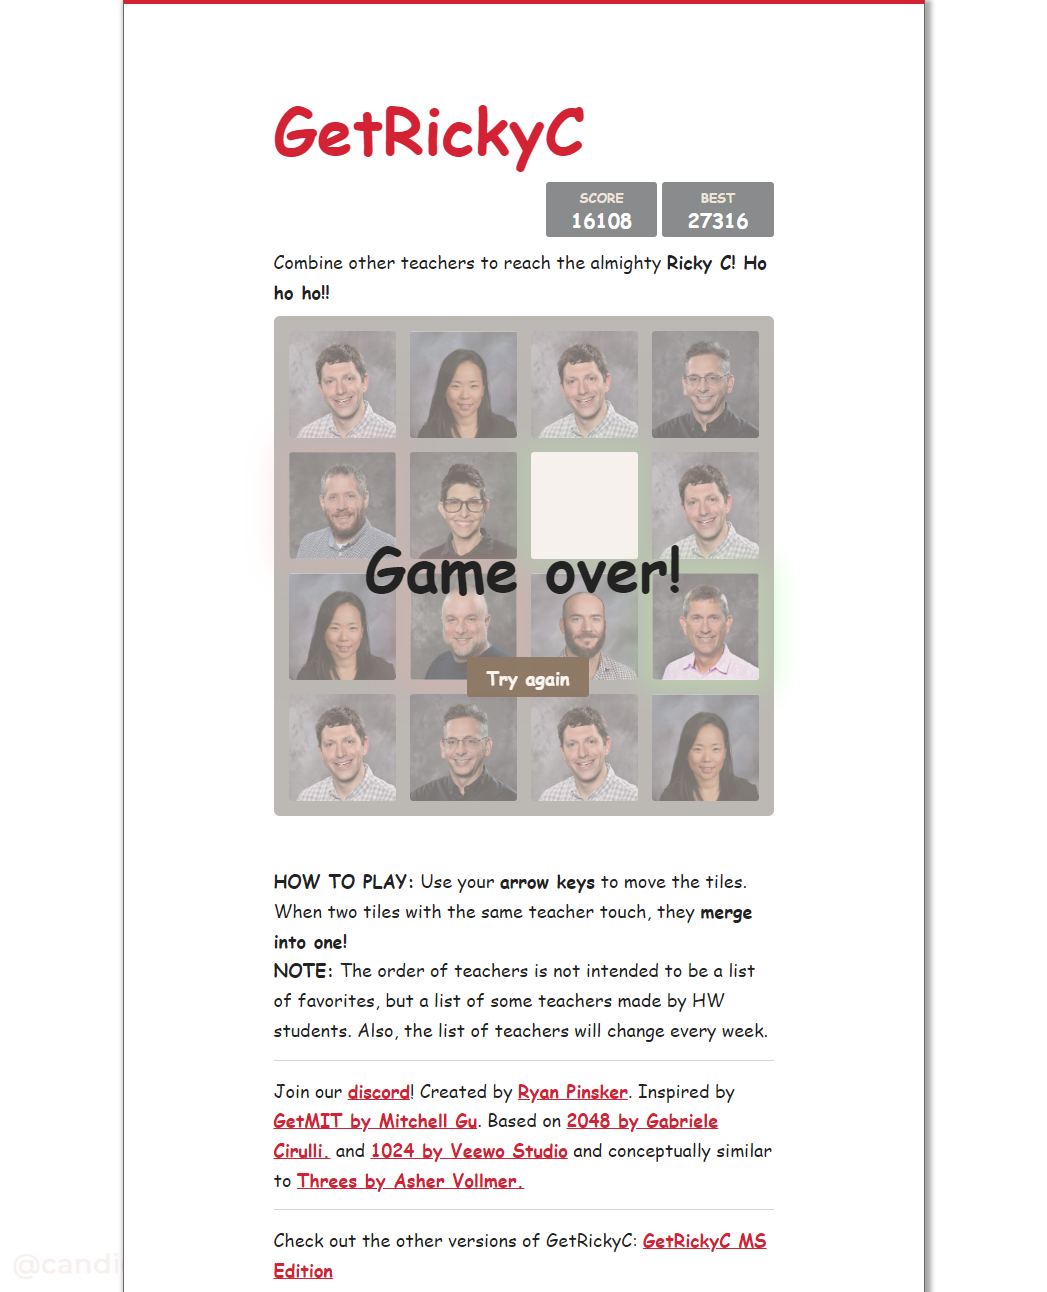 GetRickyC
SCORE
16108
BEST
27316
Combine other teachers to reach the almighty Ricky C! Ho
ho ho!!
Game over!
Try again
HOW TO PLAY: Use your arrow keys to move the tiles.
When two tiles with the same teacher touch, they merge
into one!
NOTE: The order of teachers is not intended to be a list
of favorites, but a list of some teachers made by HW
students. Also, the list of teachers will change every week.
Join our discord! Created by Ryan Pinsker. Inspired by
GetMIT by Mitchell Gu. Based on 2048 by Gabriele
Cirulli. and 1024 by Veewo Studio and conceptually similar
to Threes by Asher Vollmer.
Check out the other versions of GetRickyC: GetRickyC MS
Edition